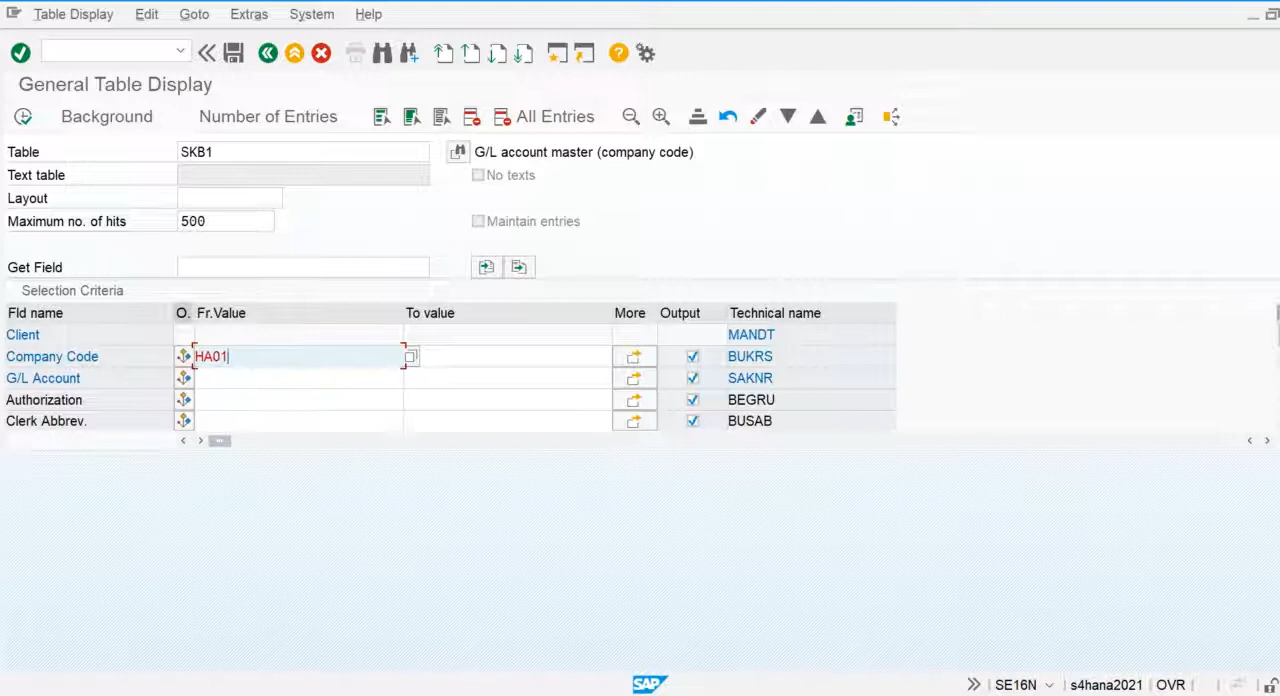 Table Display Edit Goto Extras System Help
General Table Display
Background Number of Entries All Entries
Table SKB1 G/L account master (company code)
Text table No texts
Layout
Maximum no. of hits 500 Maintain entries
Get Field
Selection Criteria
Fld name O. Fr.Value To value More Output Technical name
Client MANDT
Company Code HA01 BUKRS
G/L Account SAKNR
Authorization BEGRU
Clerk Abbrev. BUSAB
SAP SE16N s4hana2021 OVR